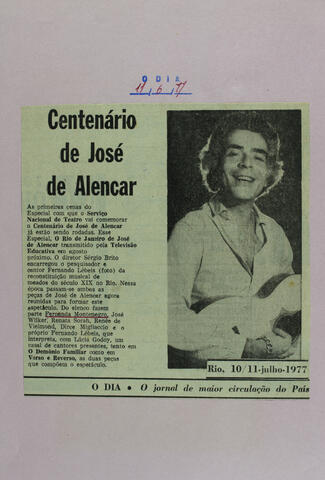 O DIA
Centenário
de José
de Alencar
As primeiras cenas do
Especial com que o Serviço
Nacional de Teatro vai comemorar
o Centenário de José de Alencar
já estão sendo rodadas. Esse
Especial, O Rio de Janeiro de José
de Alencar transmitido pela Televisão
Educativa em agosto
próximo. O diretor Sérgio Brito
encarregou o pesquisador e
cantor Fernando Lébeis (foto) da
reconstituição musical de
meados do século XIX no Rio. Nessa
época passam-se ambas as
peças de José de Alencar agora
reunidas para formar este
espetáculo. Do elenco fazem
parte Fernanda Montenegro, José
Wilker, Renata Sorah, Renée de
Vielmond, Dirce Migliaccio e o
próprio Fernando Lébeis, que
interpreta, com Lúcia Godoy, um
casal de cantores presentes, tanto em
O Demônio Familiar como em
Verso e Reverso, as duas peças
que compõem o espetáculo.
Rio, 10/11-julho-1977
O DIA • O jornal de maior circulação do País